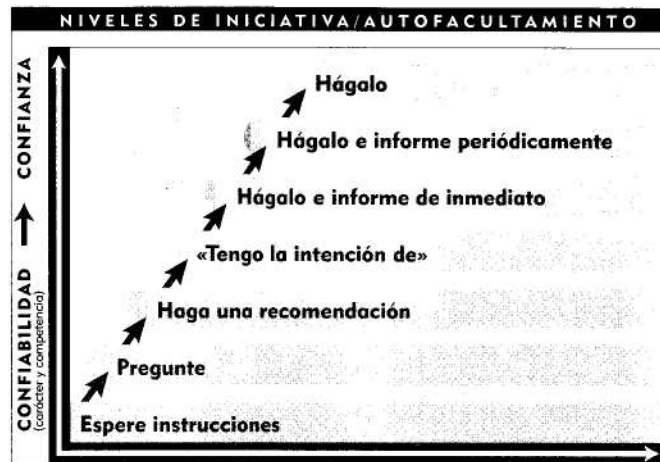 NIVELES DE INICIATIVA/AUTOFACULTAMIENTO
CONFIABILIDAD → CONFIANZA
(carácter y competencia)
Hágalo
Hágalo e informe periódicamente
Hágalo e informe de inmediato
«Tengo la intención de»
Haga una recomendación
Pregunte
Espere instrucciones